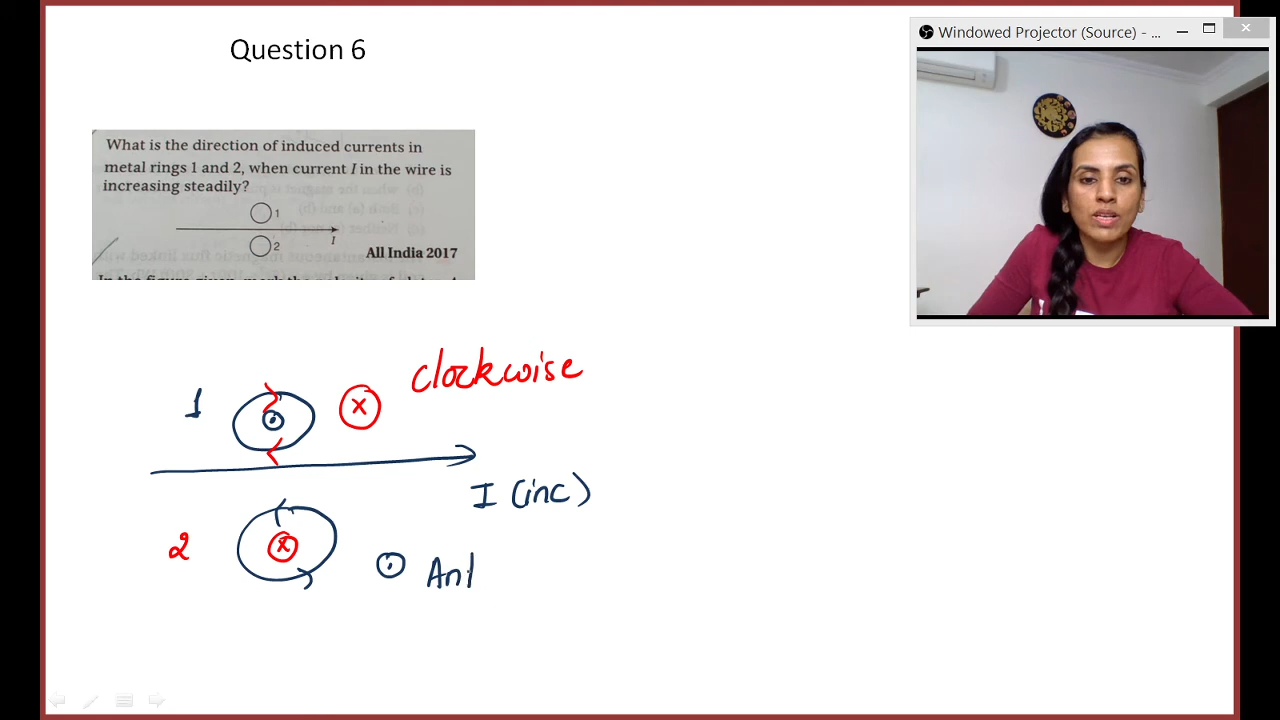 Question 6
Windowed Projector (Source) - ...
What is the direction of induced currents in
metal rings 1 and 2, when current I in the wire is
increasing steadily?
1
I
2
All India 2017
clockwise
1
x
I (inc)
2
x
Ant